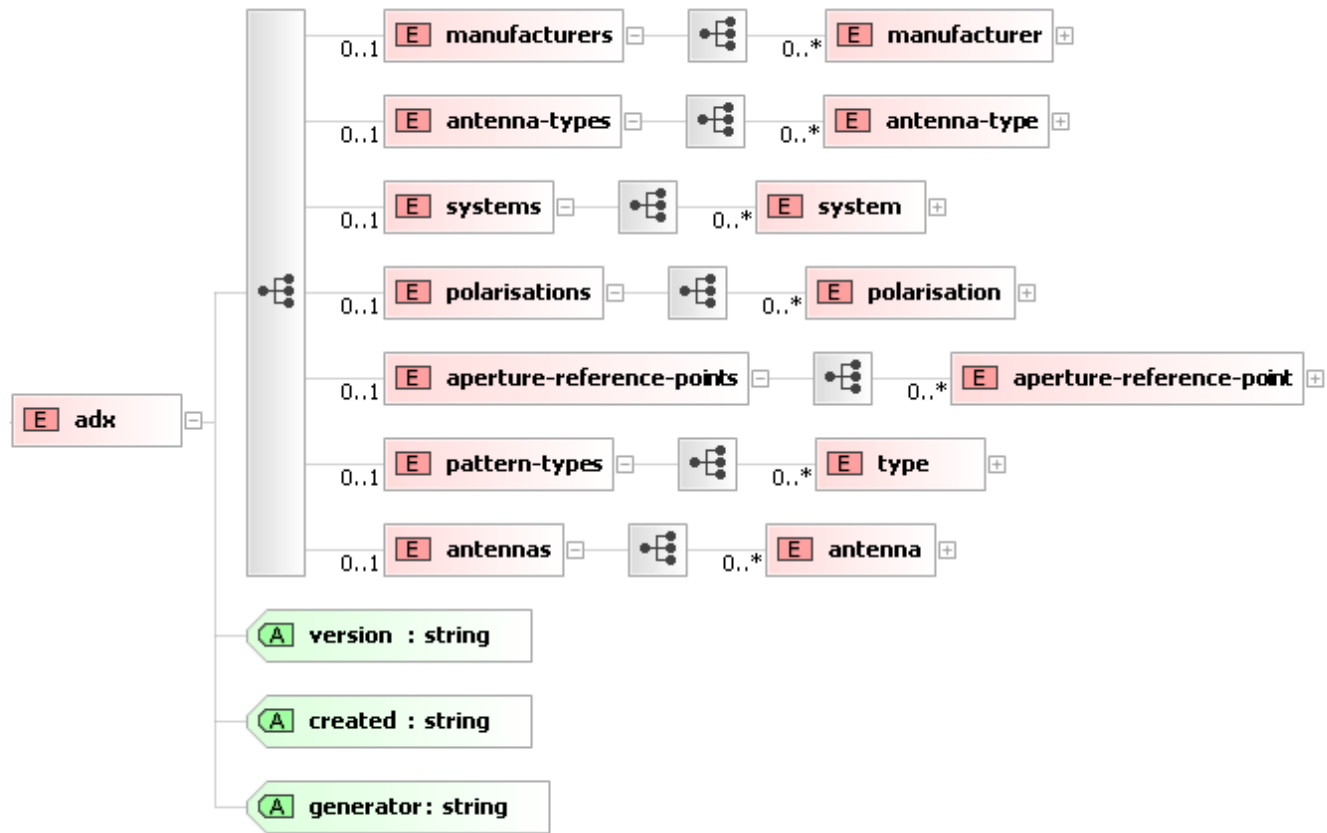 E manufacturers E manufacturer
0..1 0..*
E antenna-types E antenna-type
0..1 0..*
E systems E system
0..1 0..*
E polarisations E polarisation
0..1 0..*
E aperture-reference-points E aperture-reference-point
0..1 0..*
E adx
E pattern-types E type
0..1 0..*
E antennas E antenna
0..1 0..*
A version : string
A created : string
A generator: string